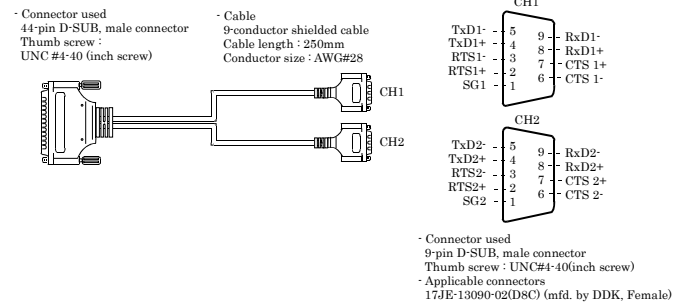 - Connector used
44-pin D-SUB, male connector
Thumb screw :
UNC #4-40 (inch screw)
- Cable
9-conductor shielded cable
Cable length : 250mm
Conductor size : AWG#28
CH1
CH2
CH1
TxD1- 5
TxD1+ 4
RTS1- 3
RTS1+ 2
SG1 1
9 RxD1-
8 RxD1+
7 CTS 1+
6 CTS 1-
CH2
TxD2- 5
TxD2+ 4
RTS2- 3
RTS2+ 2
SG2 1
9 RxD2-
8 RxD2+
7 CTS 2+
6 CTS 2-
- Connector used
9-pin D-SUB, male connector
Thumb screw : UNC#4-40(inch screw)
- Applicable connectors
17JE-13090-02(D8C) (mfd. by DDK, Female)